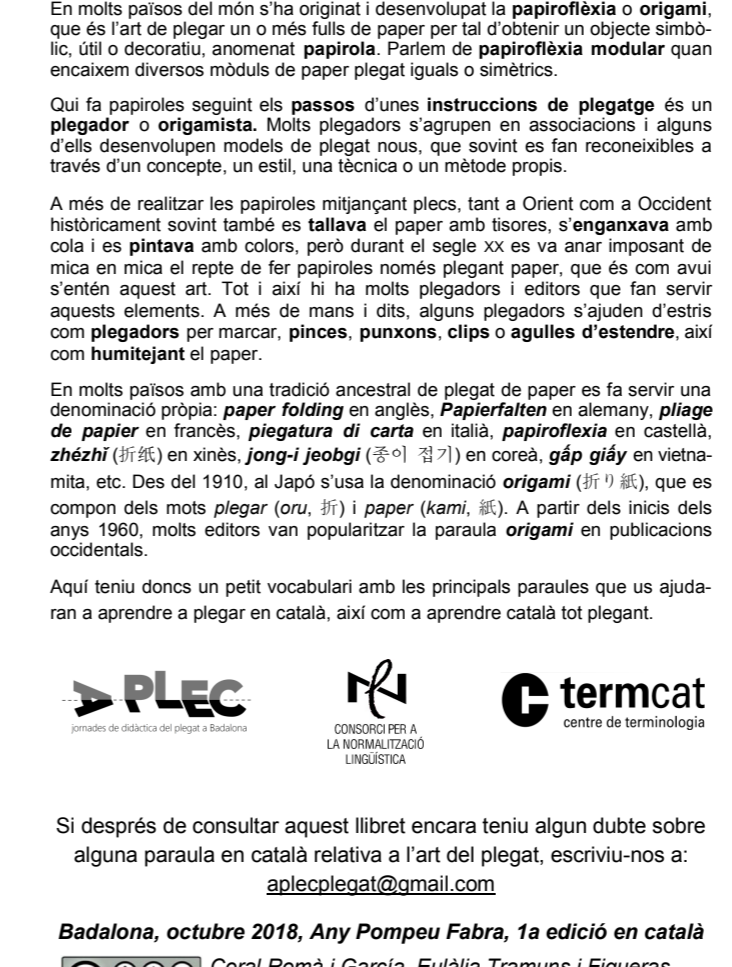 En molts països del món s’ha originat i desenvolupat la papiroflèxia o origami,
que és l’art de plegar un o més fulls de paper per tal d’obtenir un objecte simbò-
lic, útil o decoratiu, anomenat papirola. Parlem de papiroflèxia modular quan
encaixem diversos mòduls de paper plegat iguals o simètrics.
Qui fa papiroles seguint els passos d’unes instruccions de plegatge és un
plegador o origamista. Molts plegadors s’agrupen en associacions i alguns
d’ells desenvolupen models de plegat nous, que sovint es fan reconeixibles a
través d’un concepte, un estil, una tècnica o un mètode propis.
A més de realitzar les papiroles mitjançant plecs, tant a Orient com a Occident
històricament sovint també es tallava el paper amb tisores, s’enganxava amb
cola i es pintava amb colors, però durant el segle XX es va anar imposant de
mica en mica el repte de fer papiroles només plegant paper, que és com avui
s’entén aquest art. Tot i així hi ha molts plegadors i editors que fan servir
aquests elements. A més de mans i dits, alguns plegadors s’ajuden d’estris
com plegadors per marcar, pinces, punxons, clips o agulles d’estendre, així
com humitejant el paper.
En molts països amb una tradició ancestral de plegat de paper es fa servir una
denominació pròpia: paper folding en anglès, Papierfalten en alemany, pliage
de papier en francès, piegatura di carta en italià, papiroflexia en castellà,
zhézhǐ (折纸) en xinès, jong-i jeobgi (종이 접기) en coreà, gấp giấy en vietna-
mita, etc. Des del 1910, al Japó s’usa la denominació origami (折り紙), que es
compon dels mots plegar (oru, 折) i paper (kami, 紙). A partir dels inicis dels
anys 1960, molts editors van popularitzar la paraula origami en publicacions
occidentals.
Aquí teniu doncs un petit vocabulari amb les principals paraules que us ajuda-
ran a aprendre a plegar en català, així com a aprendre català tot plegant.
APLEC
jornades de didàctica del plegat a Badalona
CONSORCI PER A
LA NORMALITZACIÓ
LINGÜÍSTICA
termcat
centre de terminologia
Si després de consultar aquest llibret encara teniu algun dubte sobre
alguna paraula en català relativa a l’art del plegat, escriviu-nos a:
aplecplegat@gmail.com
Badalona, octubre 2018, Any Pompeu Fabra, 1a edició en català
Coral Romà i García, Eulàlia Tramuns i Figueras